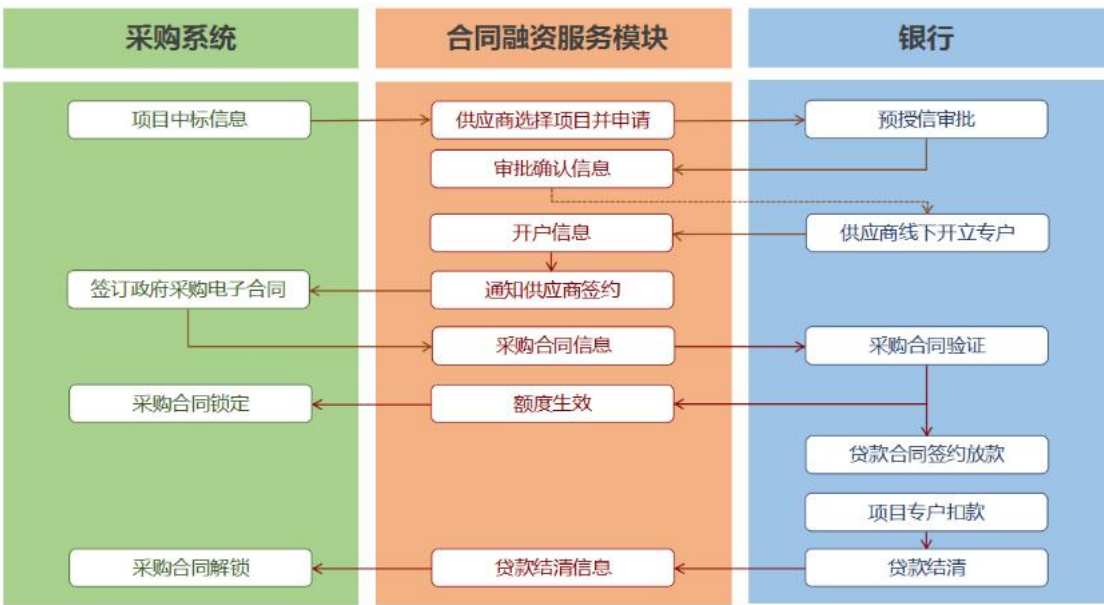 采购系统
合同融资服务模块
银行
项目中标信息
供应商选择项目并申请
预授信审批
审批确认信息
开户信息
供应商线下开立专户
签订政府采购电子合同
通知供应商签约
采购合同信息
采购合同验证
采购合同锁定
额度生效
贷款合同签约放款
项目专户扣款
采购合同解锁
贷款结清信息
贷款结清